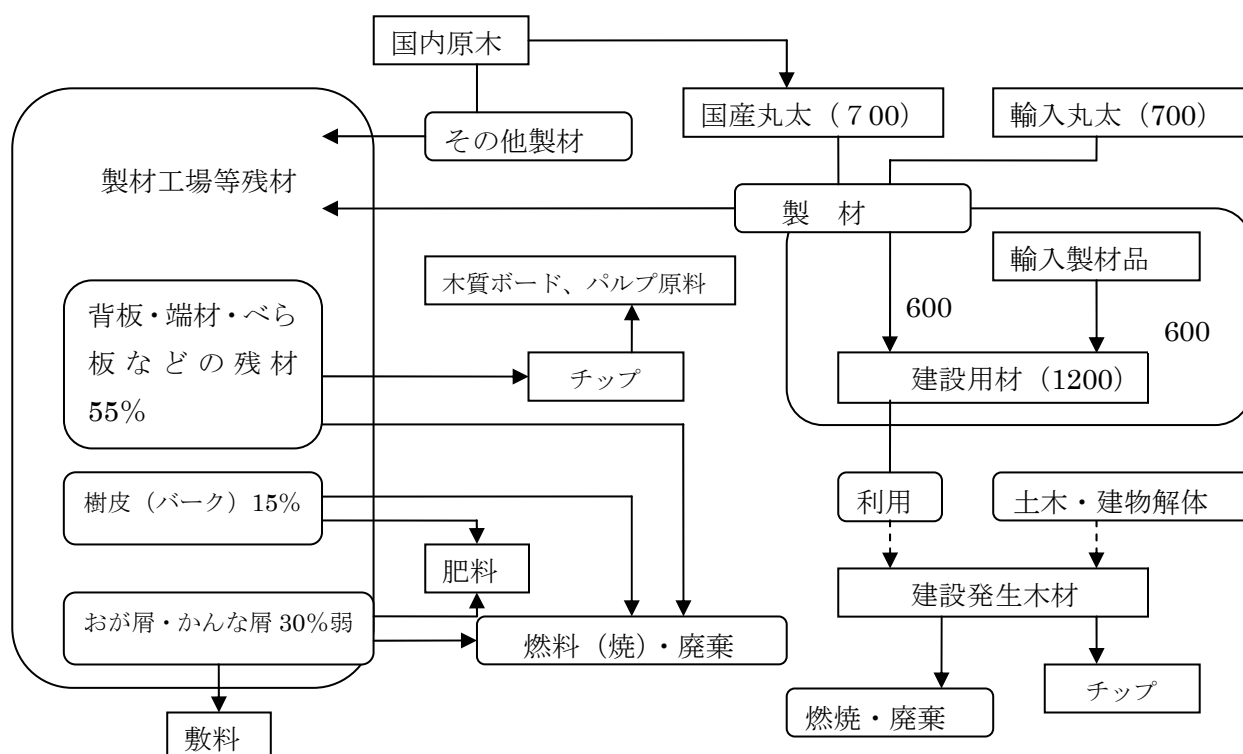 国内原木
国産丸太（７00）
輸入丸太（700）
その他製材
製材工場等残材
製　材
輸入製材品
木質ボード、パルプ原料
背板・端材・べら
板などの残材
55%
600
600
チップ
建設用材（1200）
樹皮（バーク）15%
利用
土木・建物解体
肥料
建設発生木材
おが屑・かんな屑 30%弱
燃料（焼）・廃棄
チップ
燃焼・廃棄
敷料